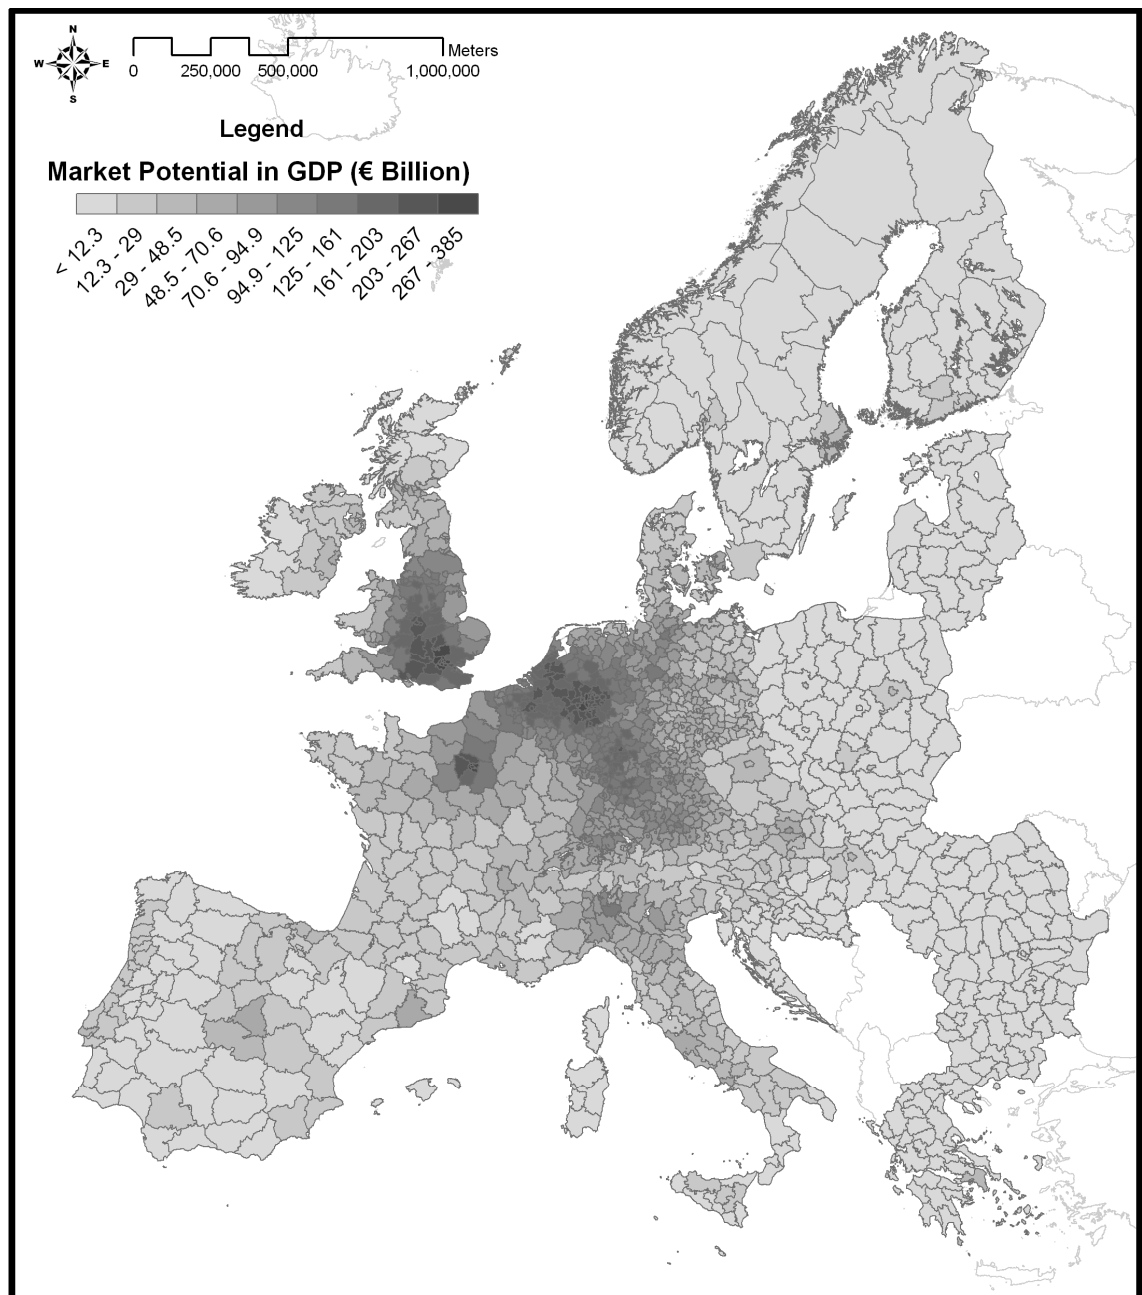 N
W E
S
Meters
0 250,000 500,000 1,000,000
Legend
Market Potential in GDP (€ Billion)
< 12.3
12.3 - 29
29 - 48.5
48.5 - 70.6
70.6 - 94.9
94.9 - 125
125 - 161
161 - 203
203 - 267
267 - 385